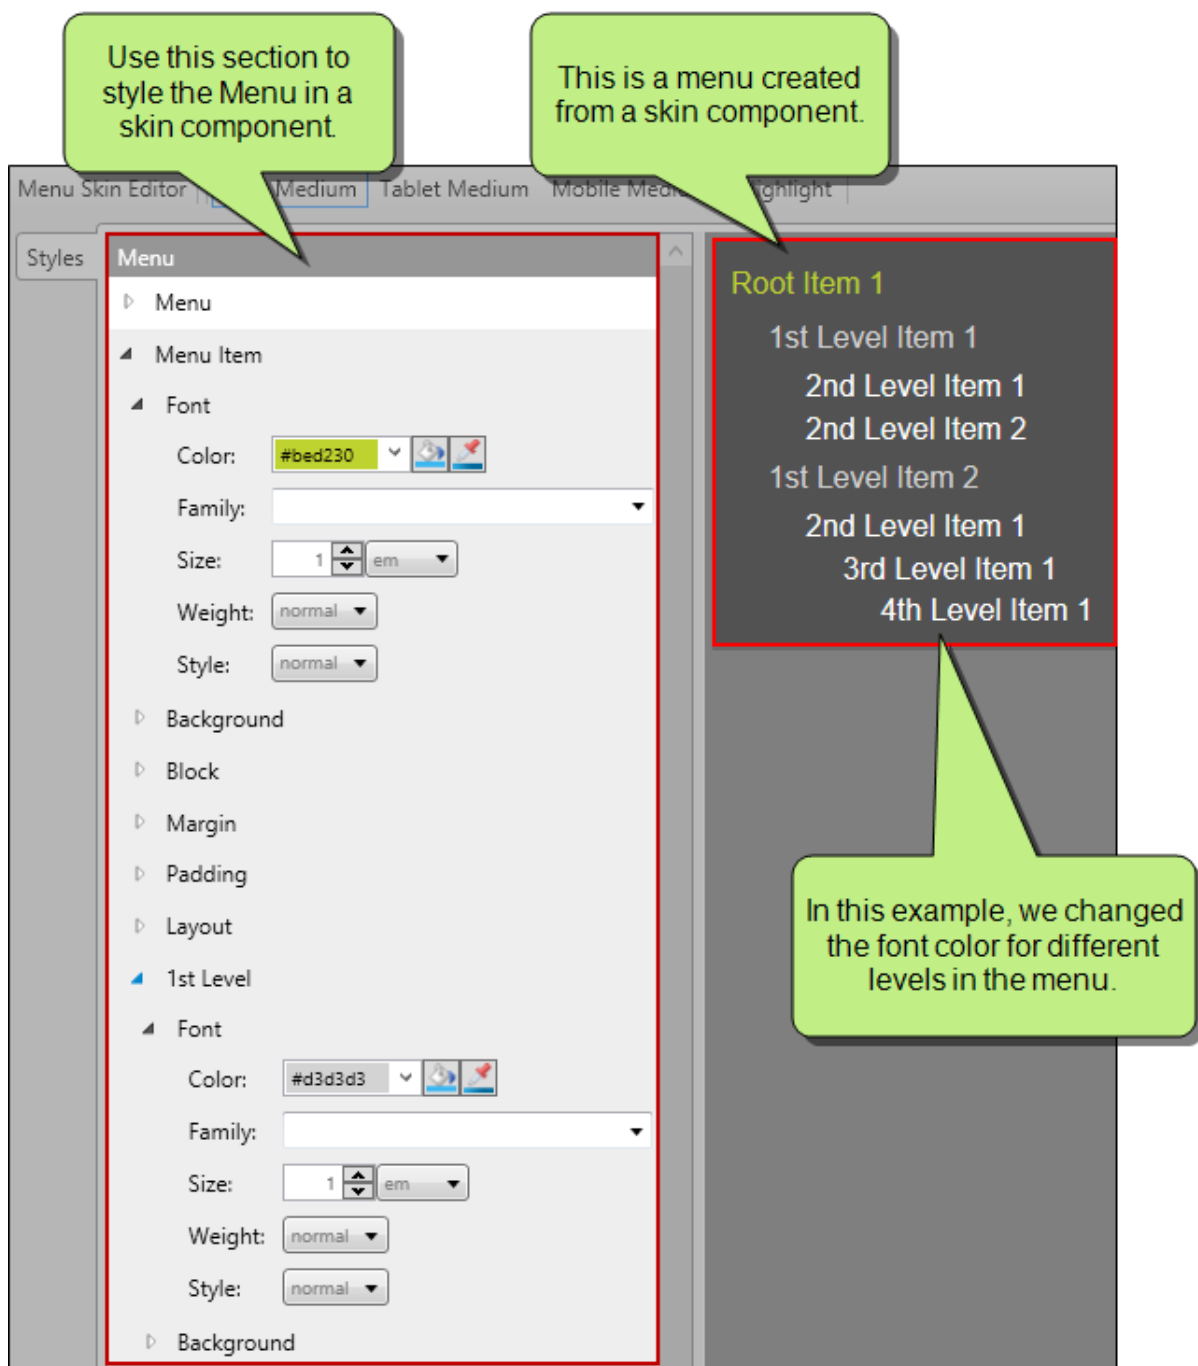 Use this section to
style the Menu in a
skin component.
This is a menu created
from a skin component.
Menu Skin Editor
Medium
Tablet Medium
Mobile
Styles
Menu
Menu
Menu Item
Font
Color: #bed230
Family:
Size: 1 em
Weight: normal
Style: normal
Background
Block
Margin
Padding
Layout
1st Level
Font
Color: #d3d3d3
Family:
Size: 1 em
Weight: normal
Style: normal
Background
Root Item 1
1st Level Item 1
2nd Level Item 1
2nd Level Item 2
1st Level Item 2
2nd Level Item 1
3rd Level Item 1
4th Level Item 1
In this example, we changed
the font color for different
levels in the menu.